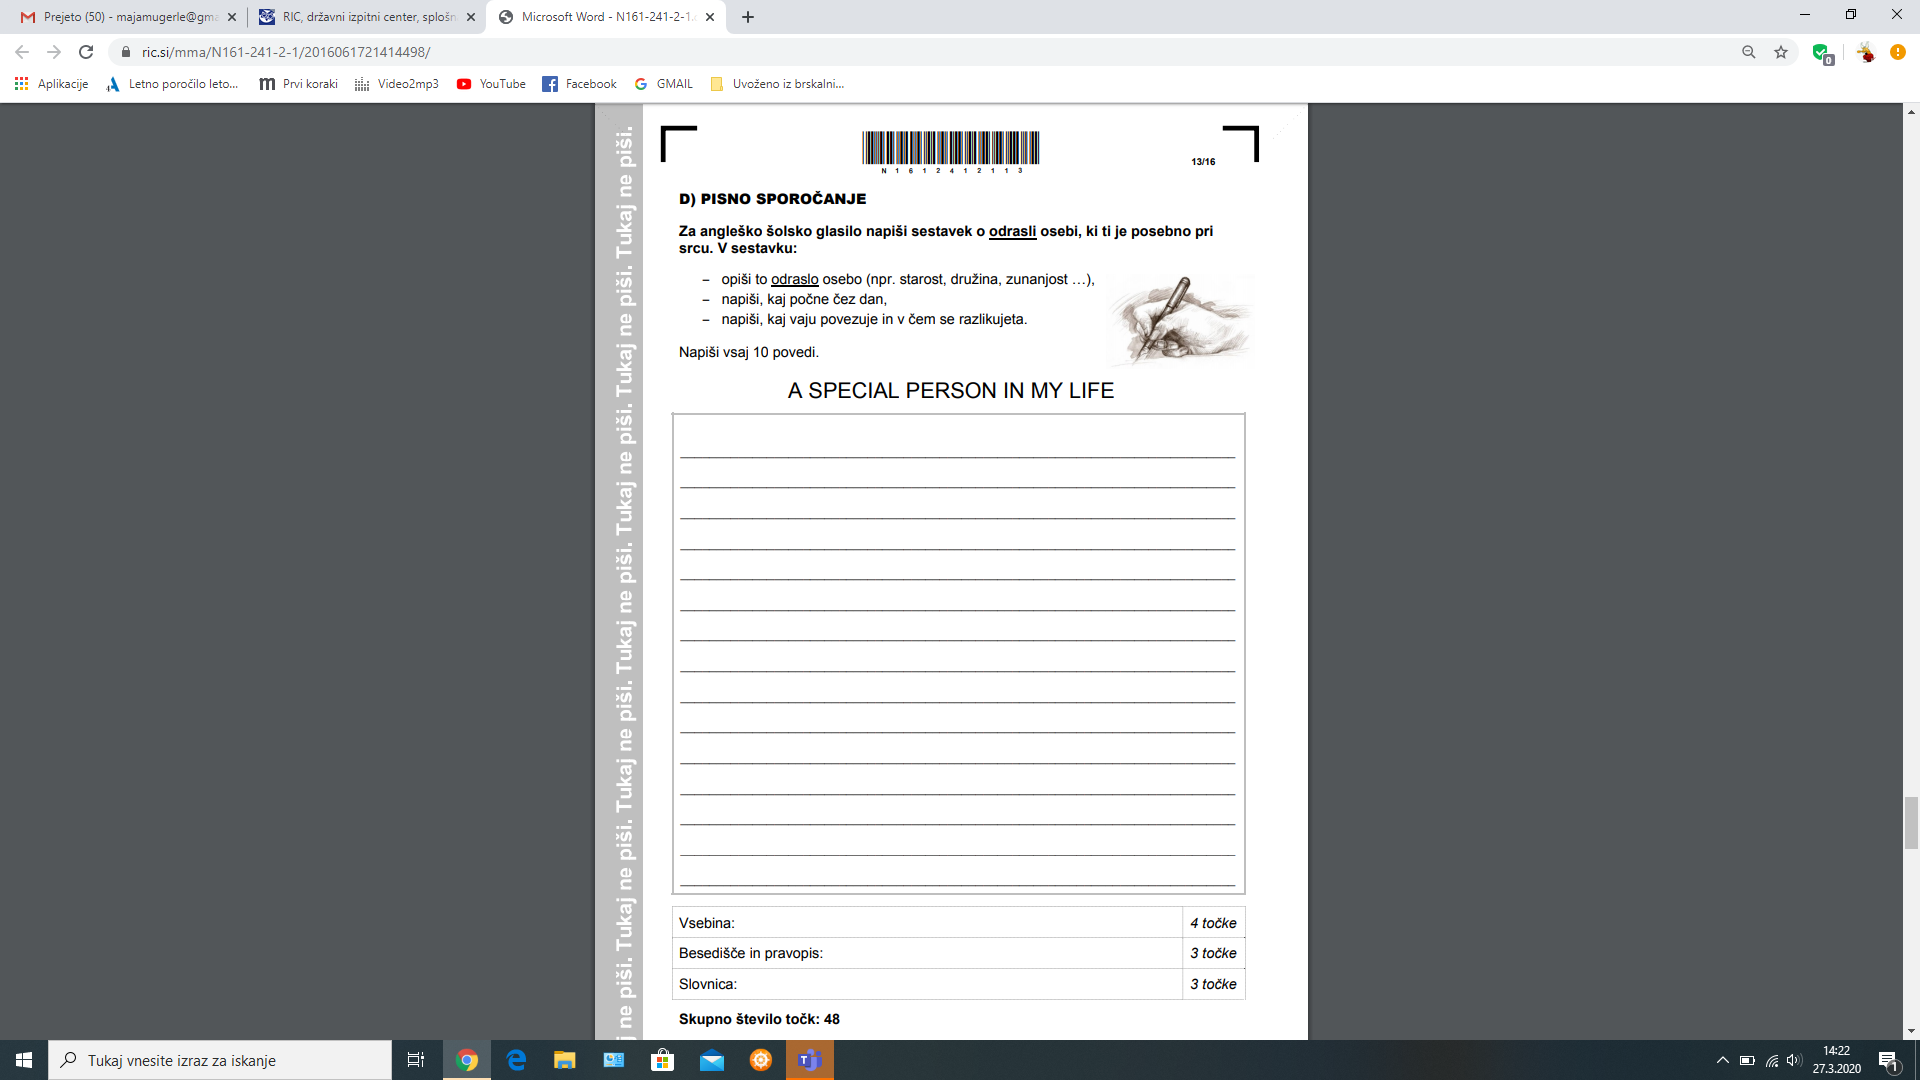 Prejeto (50) - majamugerle@gma
RIC, državni izpitni center, splošn
Microsoft Word - N161-241-2-1.
ric.si/mma/N161-241-2-1/2016061721414498/
0
Aplikacije
Letno poročilo leto...
Prvi koraki
Video2mp3
YouTube
Facebook
GMAIL
Uvoženo iz brskalni...
N 1 6 1 2 4 1 2 1 1 3
13/16
Tukaj ne piši. Tukaj ne piši. Tukaj ne piši. Tukaj ne piši. Tukaj ne piši. Tukaj ne piši. ne piši.
D) PISNO SPOROČANJE
Za angleško šolsko glasilo napiši sestavek o odrasli osebi, ki ti je posebno pri
srcu. V sestavku:
– opiši to odraslo osebo (npr. starost, družina, zunanjost …),
– napiši, kaj počne čez dan,
– napiši, kaj vaju povezuje in v čem se razlikujeta.
Napiši vsaj 10 povedi.
A SPECIAL PERSON IN MY LIFE
Vsebina: 4 točke
Besedišče in pravopis: 3 točke
Slovnica: 3 točke
Skupno število točk: 48
Tukaj vnesite izraz za iskanje
14:22
27.3.2020
1